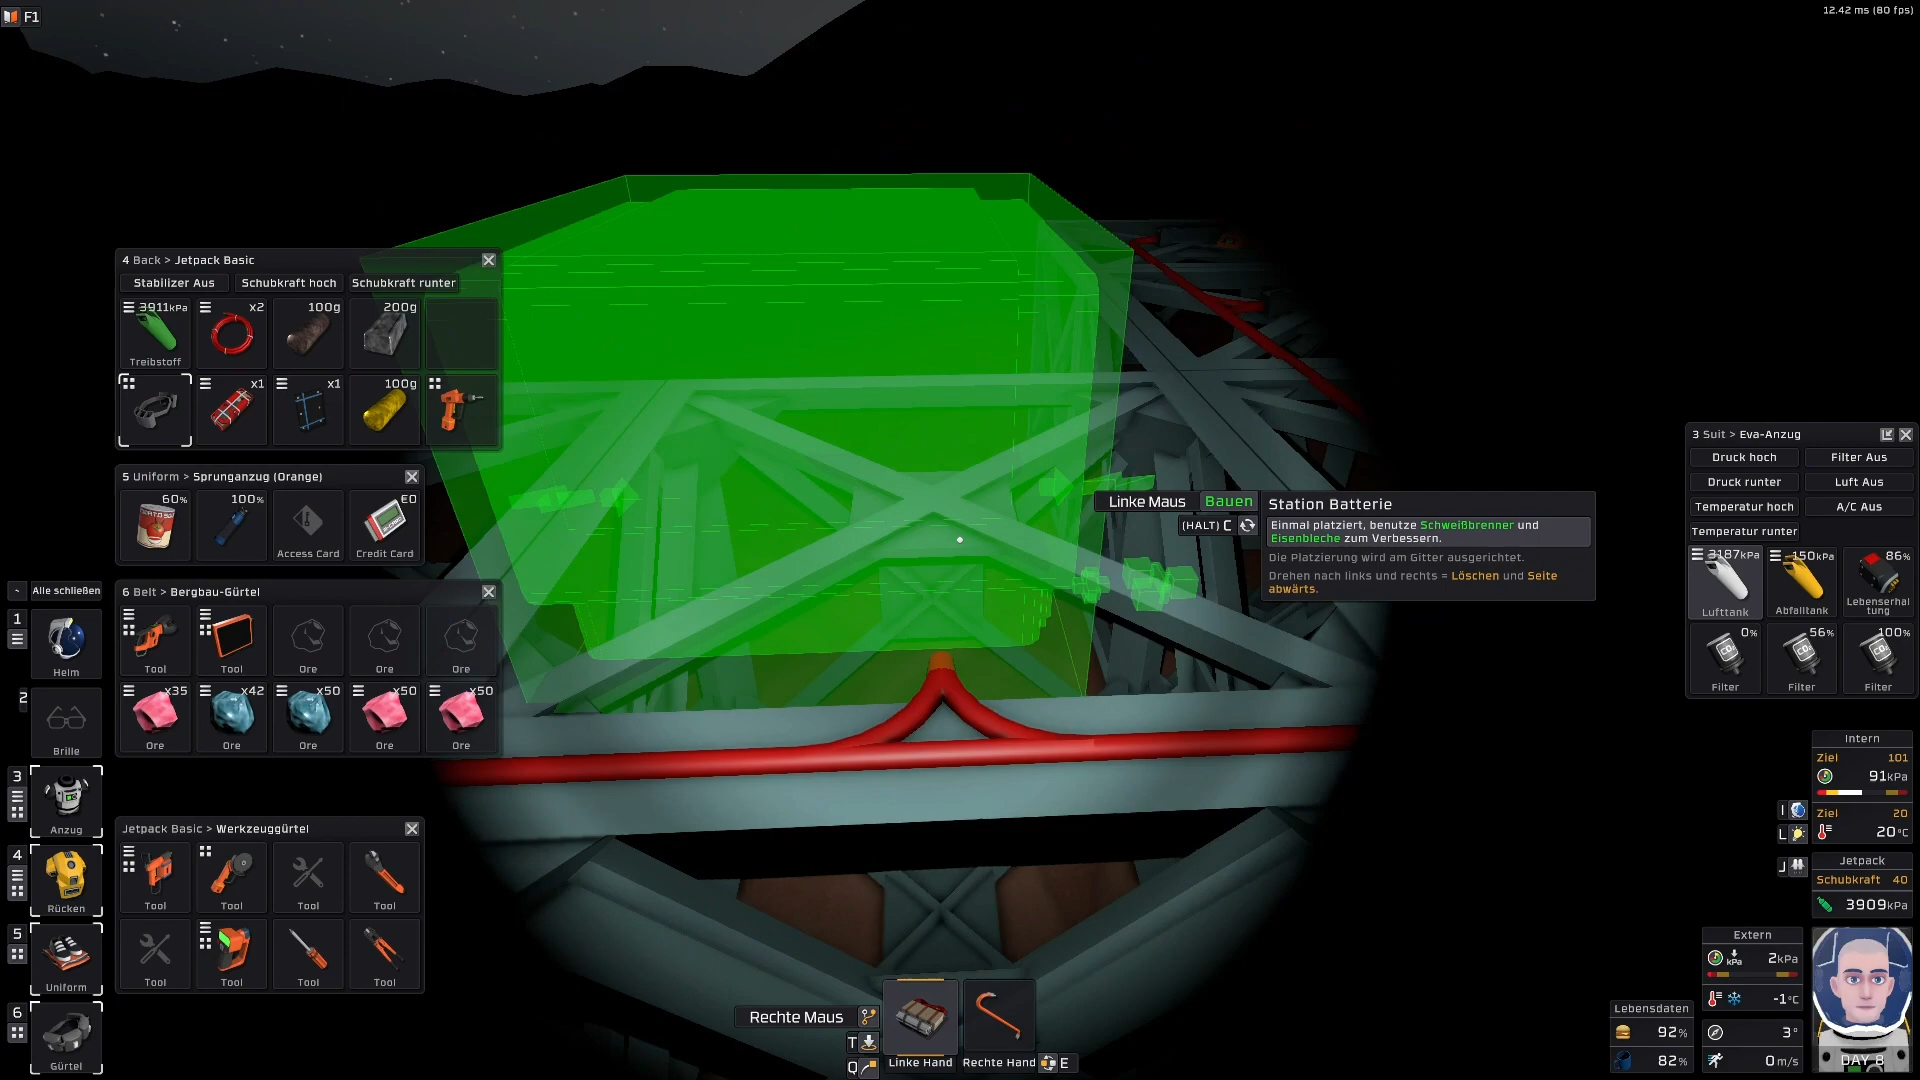 F1
12.42 ms (80 fps)
4 Back > Jetpack Basic
Stabilizer Aus
Schubkraft hoch
Schubkraft runter
3911kPa
x2
100g
200g
Treibstoff
x1
x1
100g
5 Uniform > Sprunganzug (Orange)
60%
100%
€0
Access Card
Credit Card
6 Belt > Bergbau-Gürtel
Tool
Tool
Ore
Ore
Ore
x35
x42
x50
x50
x50
Ore
Ore
Ore
Ore
Ore
Jetpack Basic > Werkzeuggürtel
Tool
Tool
Tool
Tool
Tool
Tool
Tool
Tool
~ Alle schließen
1
Helm
2
Brille
3
Anzug
4
Rücken
5
Uniform
6
Gürtel
Linke Maus Bauen
(HALT) C
Station Batterie
Einmal platziert, benutze Schweißbrenner und
Eisenbleche zum Verbessern.
Die Platzierung wird am Gitter ausgerichtet.
Drehen nach links und rechts = Löschen und Seite
abwärts.
Rechte Maus
T
Q
Linke Hand
Rechte Hand
E
3 Suit > Eva-Anzug
Druck hoch
Filter Aus
Druck runter
Luft Aus
Temperatur hoch
A/C Aus
Temperatur runter
3187kPa
150kPa
86%
Lufttank
Abfalltank
Lebenserhal
tung
0%
56%
100%
CO₂
CO₂
CO₂
Filter
Filter
Filter
Intern
Ziel 101
91kPa
Ziel 20
20°C
I
L
J
Jetpack
Schubkraft 40
3909kPa
Extern
kPa
2kPa
-1°C
3°
0m/s
Lebensdaten
92%
82%
DAY 8